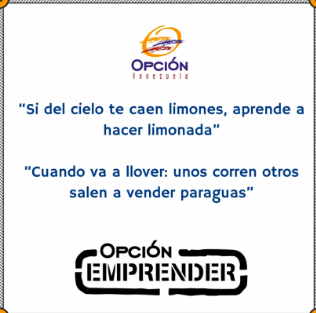 OPCIÓN
Venezuela
“Si del cielo te caen limones, aprende a
hacer limonada”
“Cuando va a llover: unos corren otros
salen a vender paraguas”
OPCIÓN
EMPRENDER